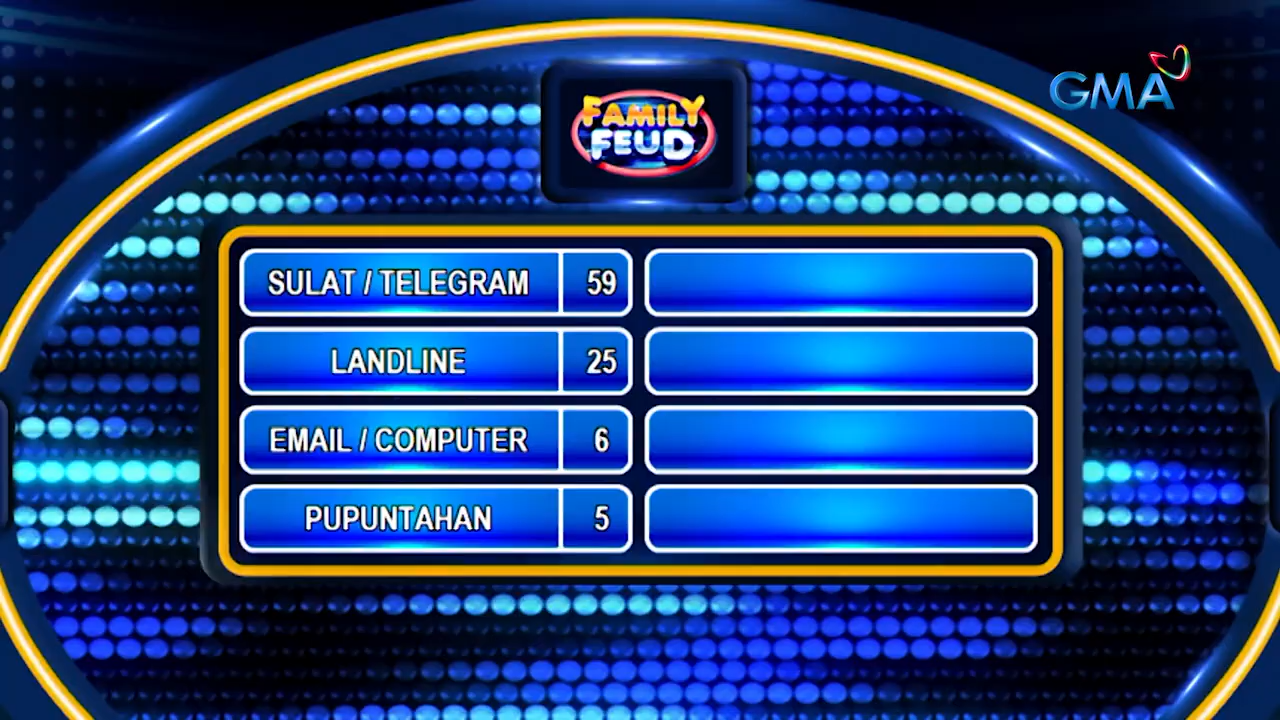 GMA
FAMILY
FEUD
SULAT / TELEGRAM 59
LANDLINE 25
EMAIL / COMPUTER 6
PUPUNTAHAN 5